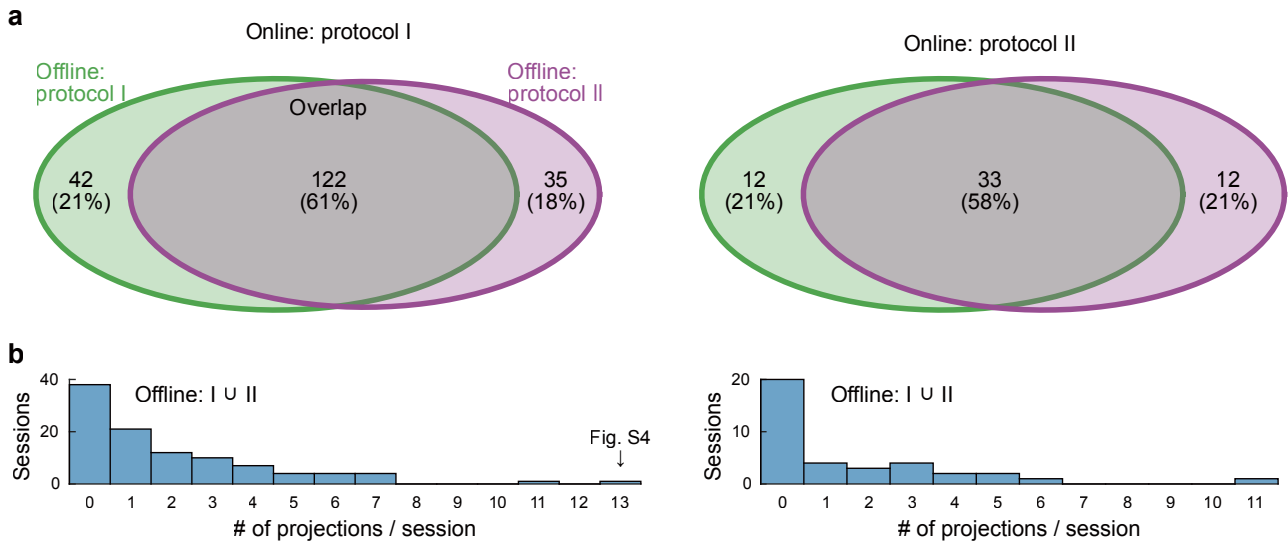 a
Online: protocol I
Online: protocol II
Offline:
protocol I
Offline:
protocol II
Overlap
42
(21%)
122
(61%)
35
(18%)
12
(21%)
33
(58%)
12
(21%)
b
40
20
0
Sessions
Offline: I ∪ II
Fig. S4
↓
0 1 2 3 4 5 6 7 8 9 10 11 12 13
# of projections / session
20
10
0
Sessions
Offline: I ∪ II
0 1 2 3 4 5 6 7 8 9 10 11
# of projections / session